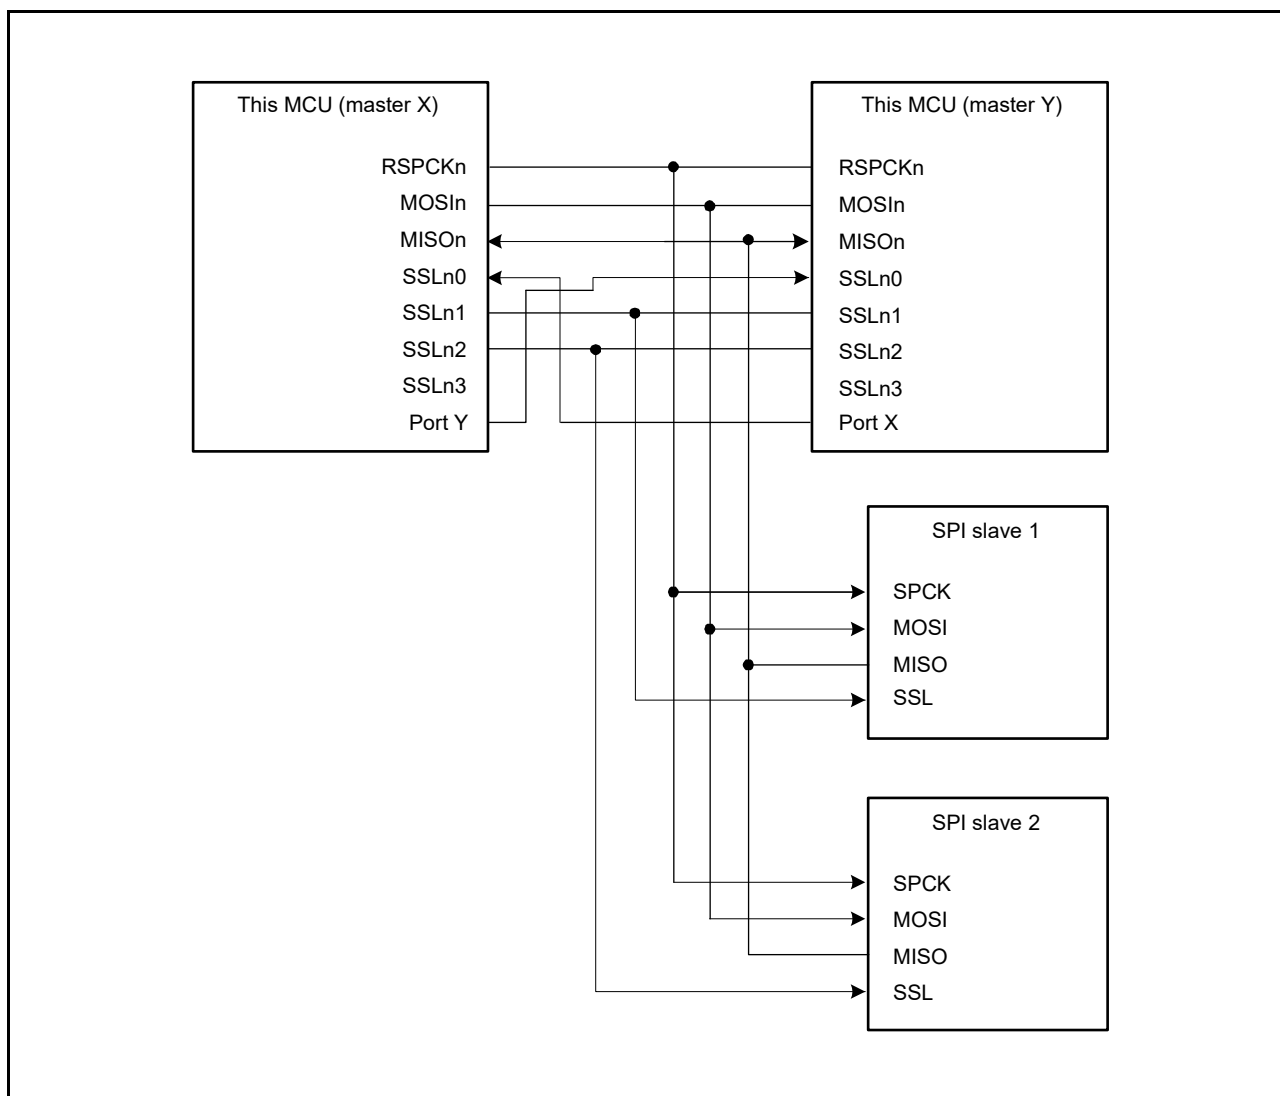 This MCU (master X)
RSPCKn
MOSIn
MISOn
SSLn0
SSLn1
SSLn2
SSLn3
Port Y
This MCU (master Y)
RSPCKn
MOSIn
MISOn
SSLn0
SSLn1
SSLn2
SSLn3
Port X
SPI slave 1
SPCK
MOSI
MISO
SSL
SPI slave 2
SPCK
MOSI
MISO
SSL